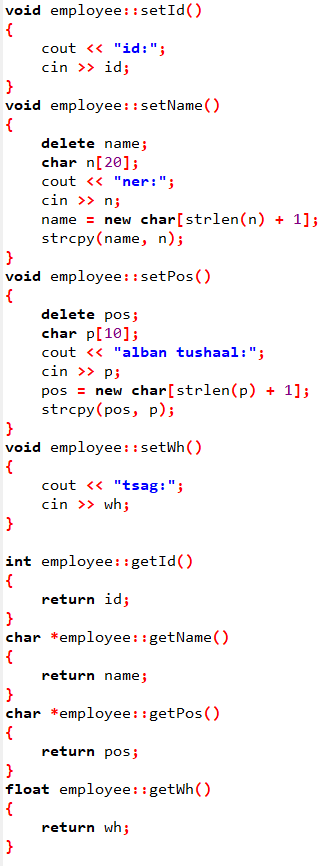 void employee::setId()
{
    cout << "id:";
    cin >> id;
}
void employee::setName()
{
    delete name;
    char n[20];
    cout << "ner:";
    cin >> n;
    name = new char[strlen(n) + 1];
    strcpy(name, n);
}
void employee::setPos()
{
    delete pos;
    char p[10];
    cout << "alban tushaal:";
    cin >> p;
    pos = new char[strlen(p) + 1];
    strcpy(pos, p);
}
void employee::setWh()
{
    cout << "tsag:";
    cin >> wh;
}

int employee::getId()
{
    return id;
}
char *employee::getName()
{
    return name;
}
char *employee::getPos()
{
    return pos;
}
float employee::getWh()
{
    return wh;
}